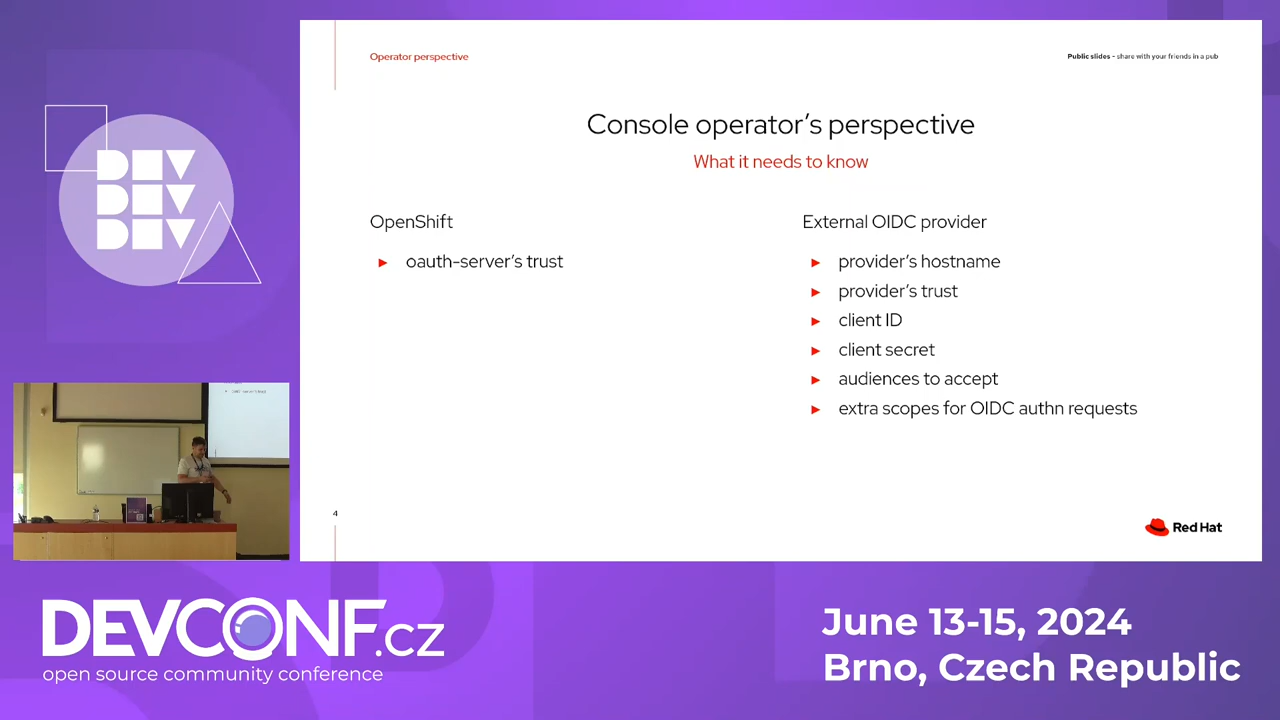 Operator perspective
Public slides - share with your friends in a pub
Console operator's perspective
What it needs to know
OpenShift
► oauth-server's trust
External OIDC provider
► provider's hostname
► provider's trust
► client ID
► client secret
► audiences to accept
► extra scopes for OIDC authn requests
4
Red Hat
DEV
DEV
DEV
DEVCONF.cz
open source community conference
June 13-15, 2024
Brno, Czech Republic